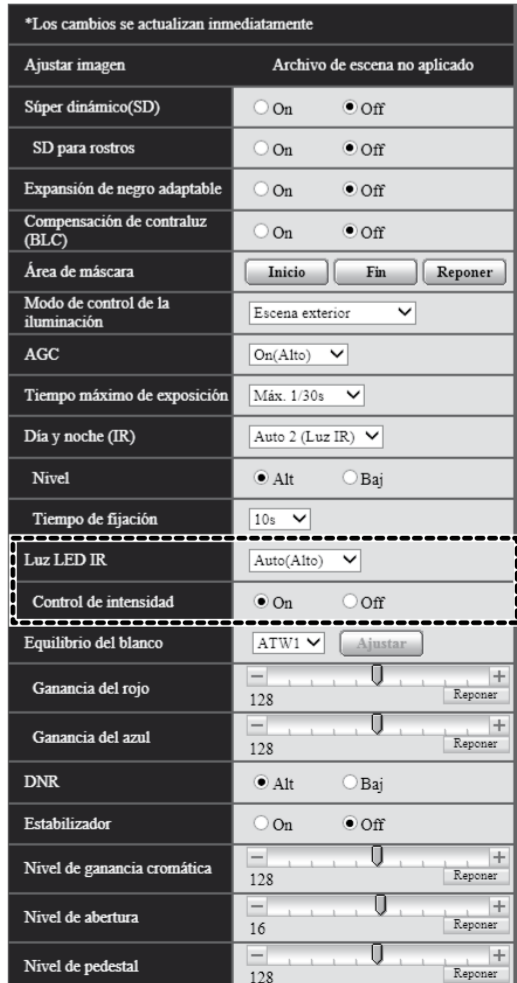 *Los cambios se actualizan inmediatamente
Ajustar imagen Archivo de escena no aplicado
Súper dinámico(SD) On Off
SD para rostros On Off
Expansión de negro adaptable On Off
Compensación de contraluz
(BLC) On Off
Área de máscara Inicio Fin Reponer
Modo de control de la
iluminación Escena exterior
AGC On(Alto)
Tiempo máximo de exposición Máx. 1/30s
Día y noche (IR) Auto 2 (Luz IR)
Nivel Alt Baj
Tiempo de fijación 10s
Luz LED IR Auto(Alto)
Control de intensidad On Off
Equilibrio del blanco ATW1 Ajustar
Ganancia del rojo − +
128 Reponer
Ganancia del azul − +
128 Reponer
DNR Alt Baj
Estabilizador On Off
Nivel de ganancia cromática − +
128 Reponer
Nivel de abertura − +
16 Reponer
Nivel de pedestal − +
128 Reponer